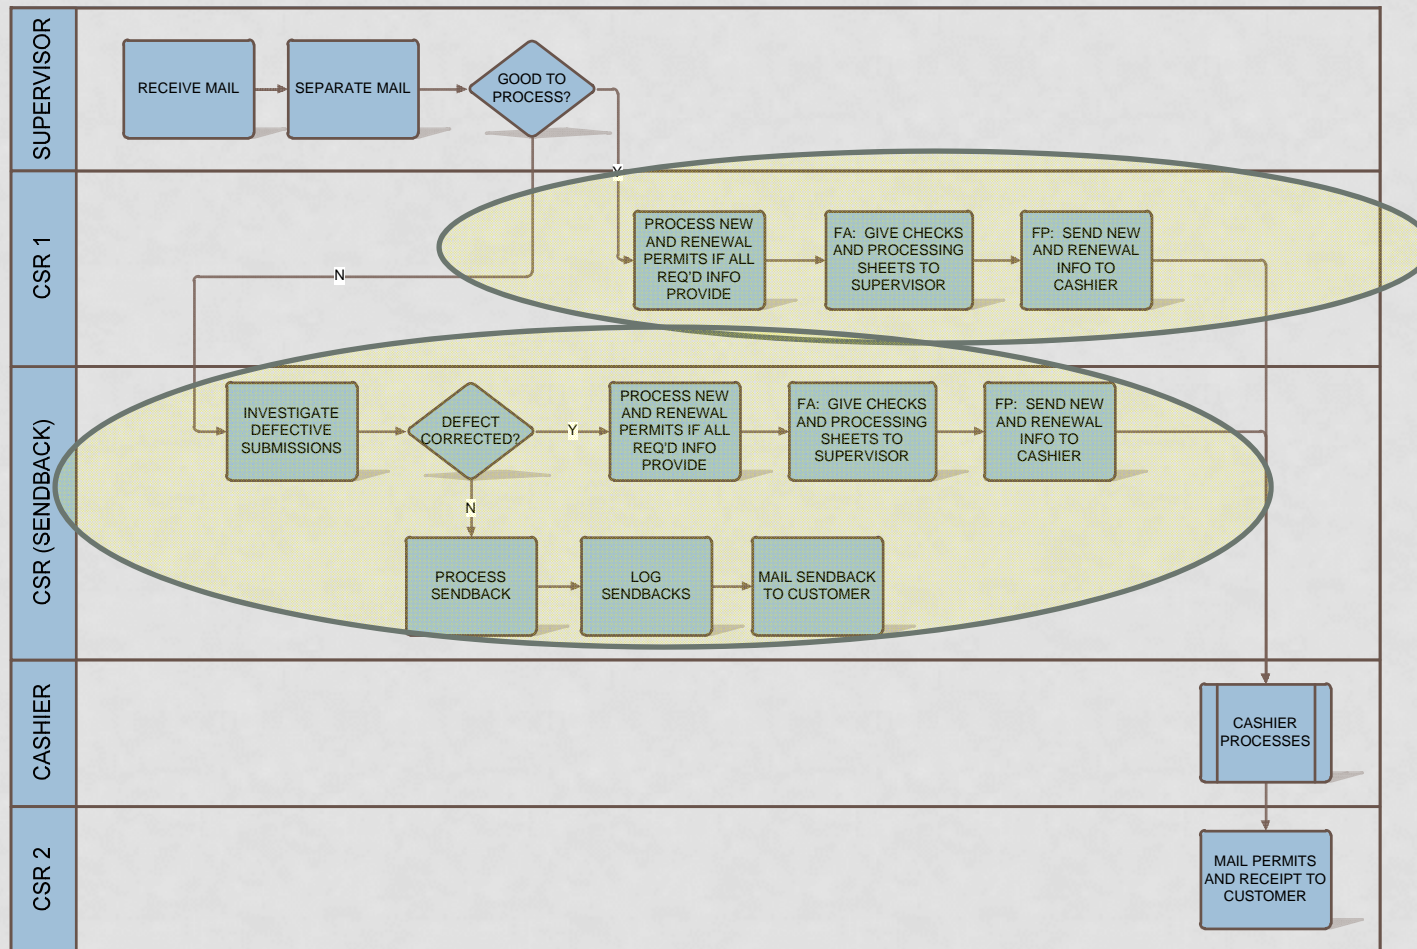 SUPERVISOR
RECEIVE MAIL
SEPARATE MAIL
GOOD TO
PROCESS?
Y
CSR 1
N
PROCESS NEW
AND RENEWAL
PERMITS IF ALL
REQ'D INFO
PROVIDE
FA: GIVE CHECKS
AND PROCESSING
SHEETS TO
SUPERVISOR
FP: SEND NEW
AND RENEWAL
INFO TO
CASHIER
CSR (SENDBACK)
INVESTIGATE
DEFECTIVE
SUBMISSIONS
DEFECT
CORRECTED?
Y
PROCESS NEW
AND RENEWAL
PERMITS IF ALL
REQ'D INFO
PROVIDE
FA: GIVE CHECKS
AND PROCESSING
SHEETS TO
SUPERVISOR
FP: SEND NEW
AND RENEWAL
INFO TO
CASHIER
N
PROCESS
SENDBACK
LOG
SENDBACKS
MAIL SENDBACK
TO CUSTOMER
CASHIER
CASHIER
PROCESSES
CSR 2
MAIL PERMITS
AND RECEIPT TO
CUSTOMER